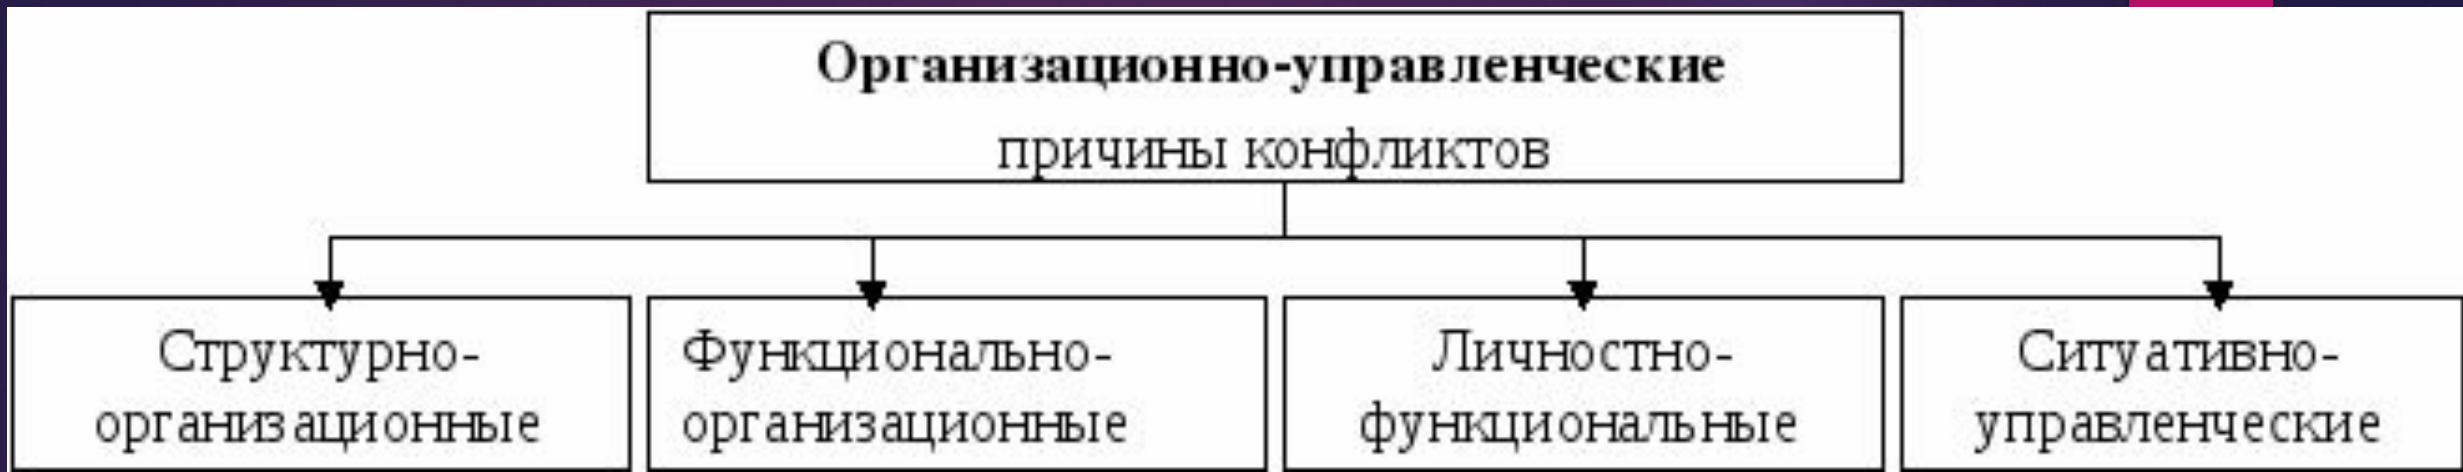 Организационно-управленческие
причины конфликтов
Структурно-
организационные
Функционально-
организационные
Личностно-
функциональные
Ситуативно-
управленческие